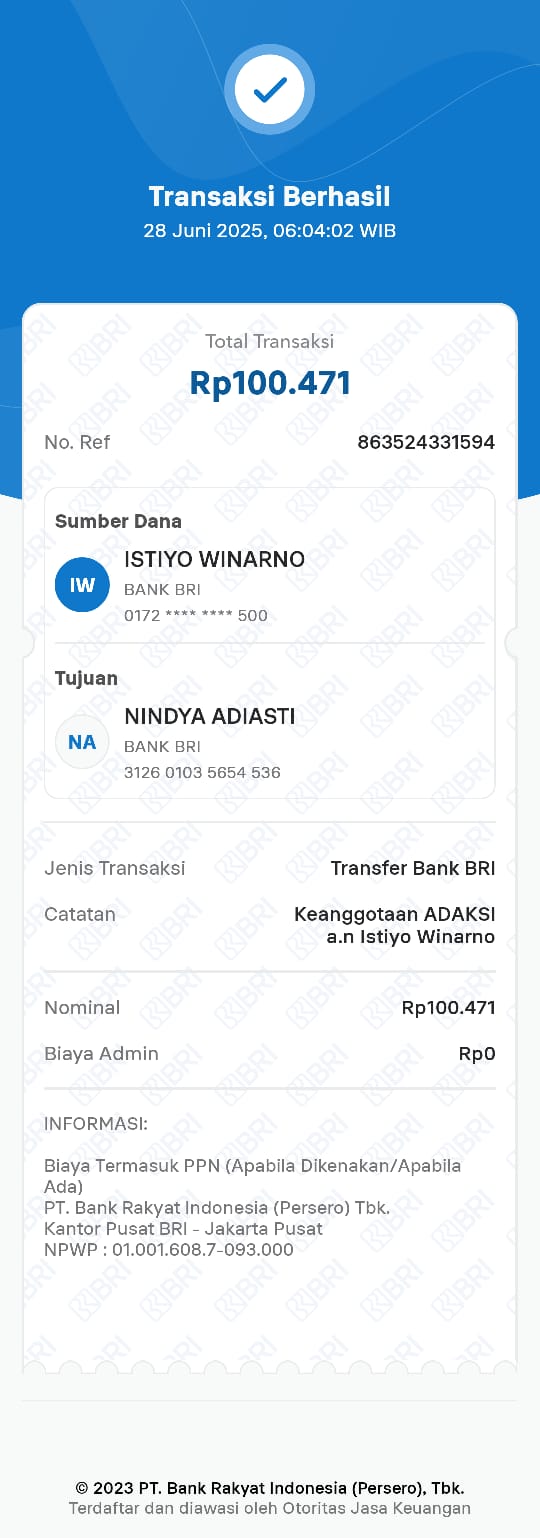 Transaksi Berhasil
28 Juni 2025, 06:04:02 WIB
Total Transaksi
Rp100.471
No. Ref 863524331594
Sumber Dana
IW
ISTIYO WINARNO
BANK BRI
0172 **** **** 500
Tujuan
NA
NINDYA ADIASTI
BANK BRI
3126 0103 5654 536
Jenis Transaksi Transfer Bank BRI
Catatan Keanggotaan ADAKSI
a.n Istiyo Winarno
Nominal Rp100.471
Biaya Admin Rp0
INFORMASI:
Biaya Termasuk PPN (Apabila Dikenakan/Apabila
Ada)
PT. Bank Rakyat Indonesia (Persero) Tbk.
Kantor Pusat BRI - Jakarta Pusat
NPWP : 01.001.608.7-093.000
© 2023 PT. Bank Rakyat Indonesia (Persero), Tbk.
Terdaftar dan diawasi oleh Otoritas Jasa Keuangan